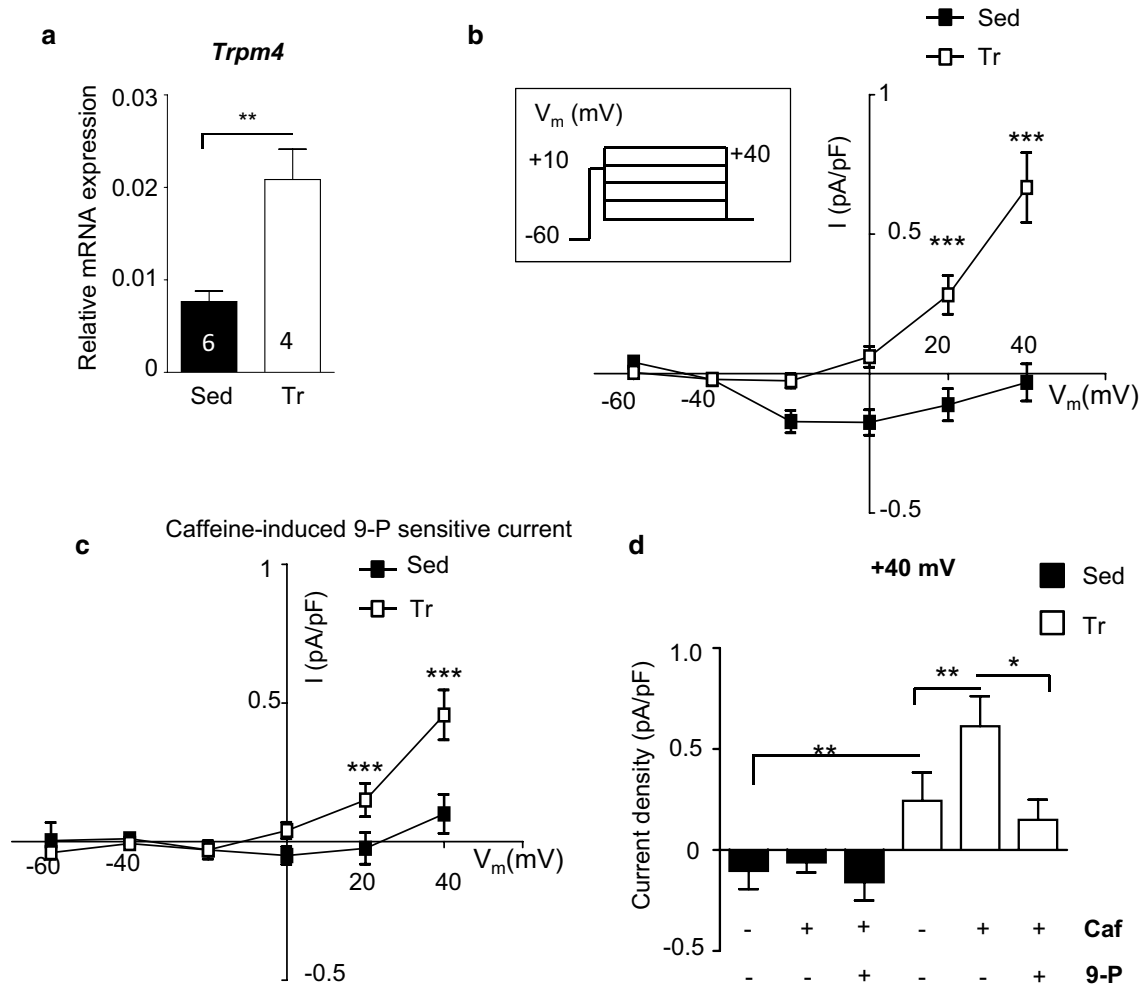 a
Trpm4
Relative mRNA expression
0.03
0.02
0.01
0
**
6
4
Sed
Tr
b
Sed
Tr
Vm (mV)
+10
+40
-60
I (pA/pF)
1
0.5
-0.5
***
***
-60
-40
20
40
Vm(mV)
c
Caffeine-induced 9-P sensitive current
Sed
Tr
I (pA/pF)
1
0.5
-0.5
***
***
-60
-40
20
40
Vm(mV)
d
+40 mV
Sed
Tr
Current density (pA/pF)
1.0
0.5
0
-0.5
**
**
*
- + + - + + Caf
- - + - - + 9-P